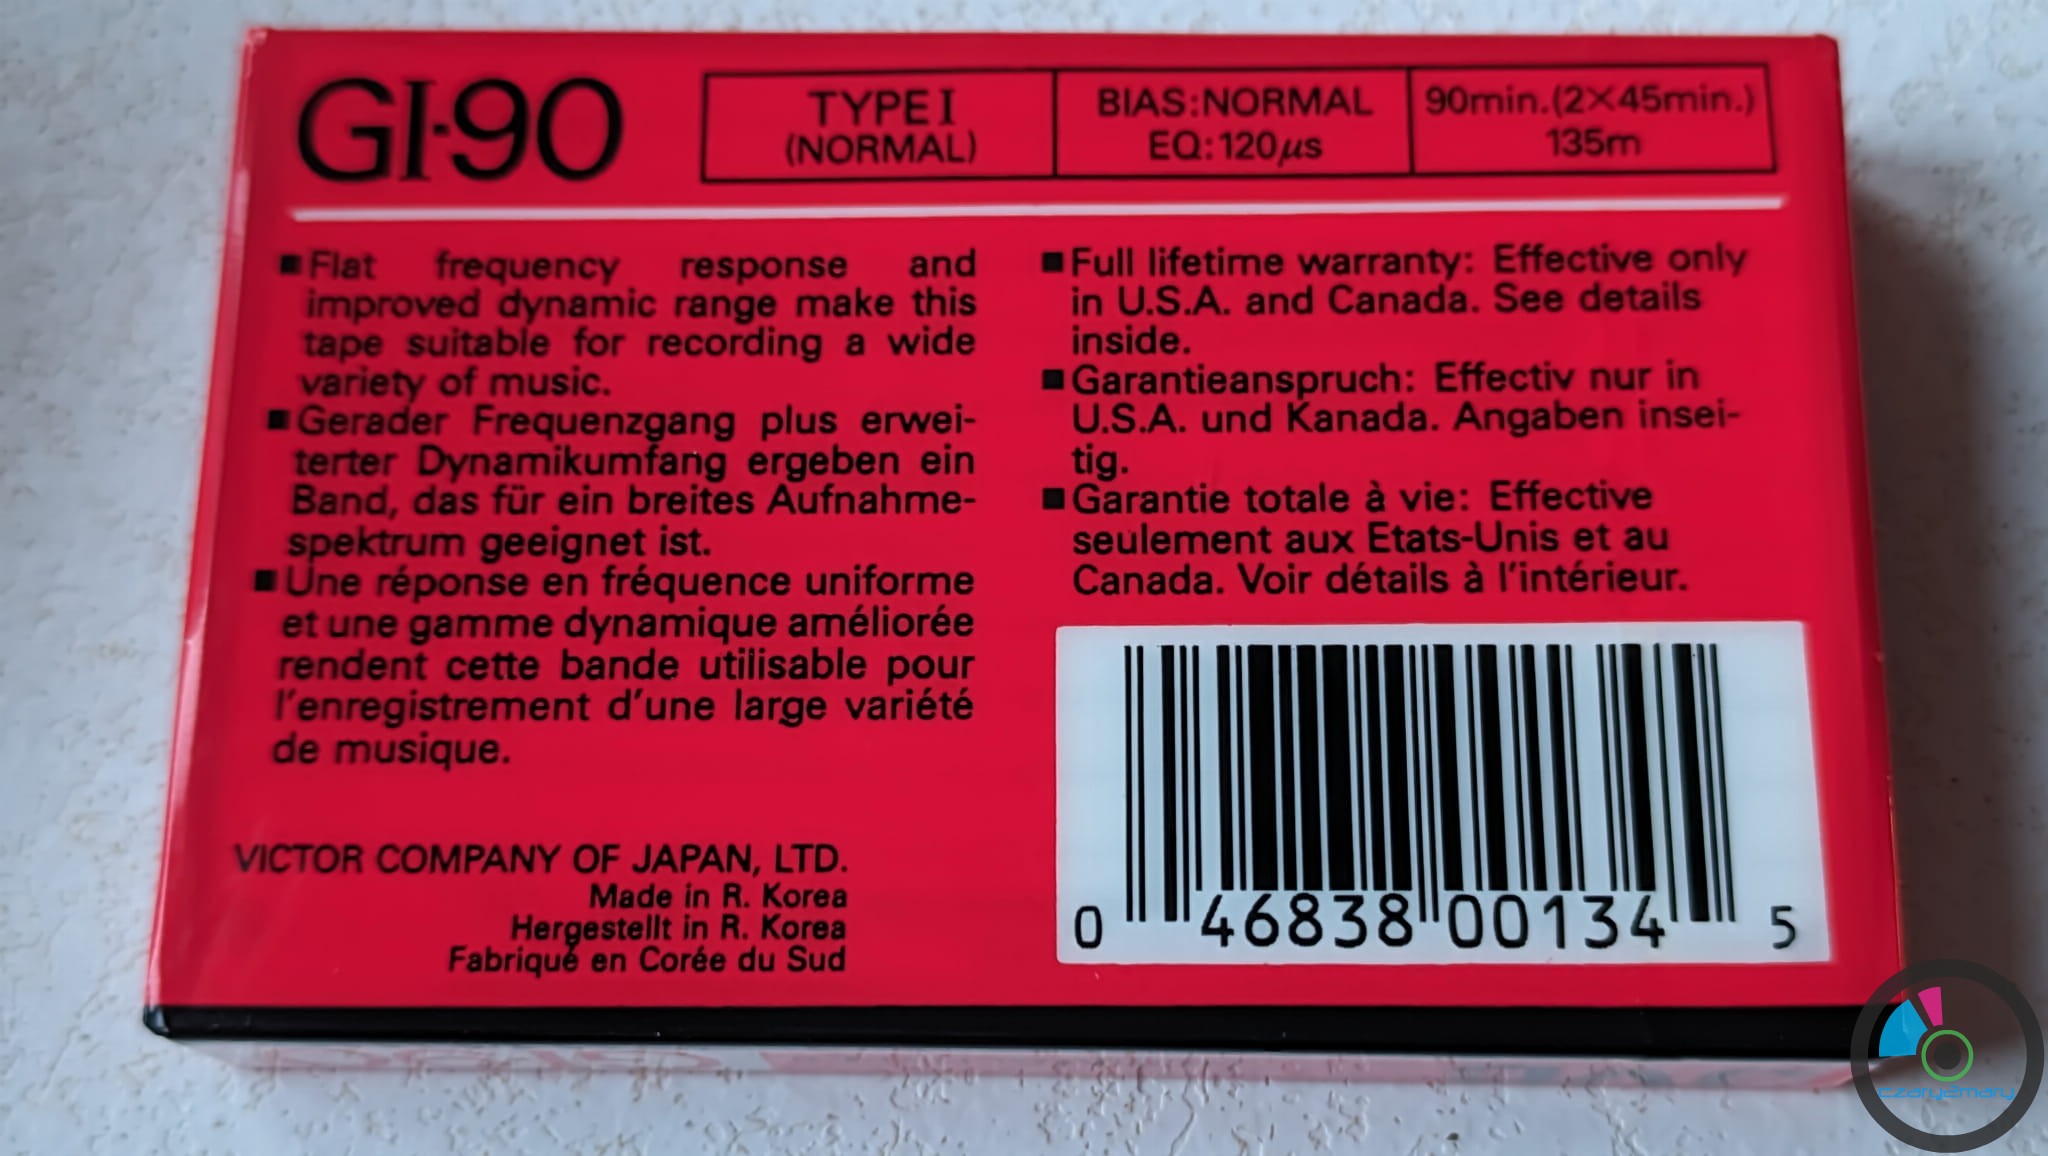 GI-90
TYPE I
(NORMAL)
BIAS:NORMAL
EQ:120μs
90min.(2×45min.)
135m
■Flat frequency response and
improved dynamic range make this
tape suitable for recording a wide
variety of music.
■Gerader Frequenzgang plus erwei-
terter Dynamikumfang ergeben ein
Band, das für ein breites Aufnahme-
spektrum geeignet ist.
■Une réponse en fréquence uniforme
et une gamme dynamique améliorée
rendent cette bande utilisable pour
l'enregistrement d'une large variété
de musique.
■Full lifetime warranty: Effective only
in U.S.A. and Canada. See details
inside.
■Garantieanspruch: Effectiv nur in
U.S.A. und Kanada. Angaben insei-
tig.
■Garantie totale à vie: Effective
seulement aux Etats-Unis et au
Canada. Voir détails à l'intérieur.
VICTOR COMPANY OF JAPAN, LTD.
Made in R. Korea
Hergestellt in R. Korea
Fabriqué en Corée du Sud
0 46838 00134 5
czary2mary